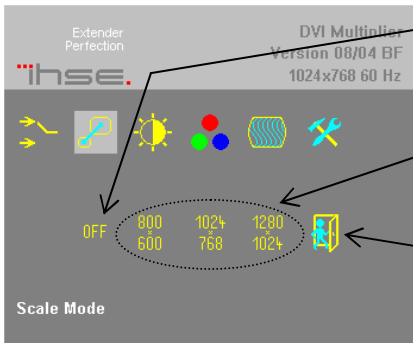 Extender
Perfection
ihse.
DVI Multiplier
Version 08/04 BF
1024x768 60 Hz
OFF
800
×
600
1024
×
768
1280
×
1024
Scale Mode